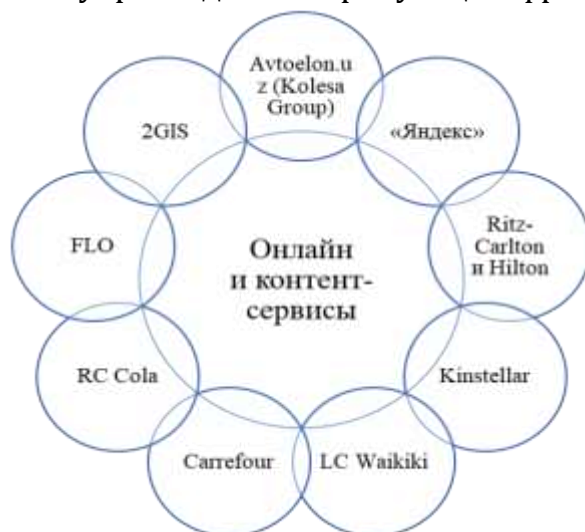 Avtoelon.u
z (Kolesa
Group)
«Яндекс»
Ritz-
Carlton
и Hilton
Kinstellar
LC Waikiki
Carrefour
RC Cola
FLO
2GIS
Онлайн
и контент-
сервисы